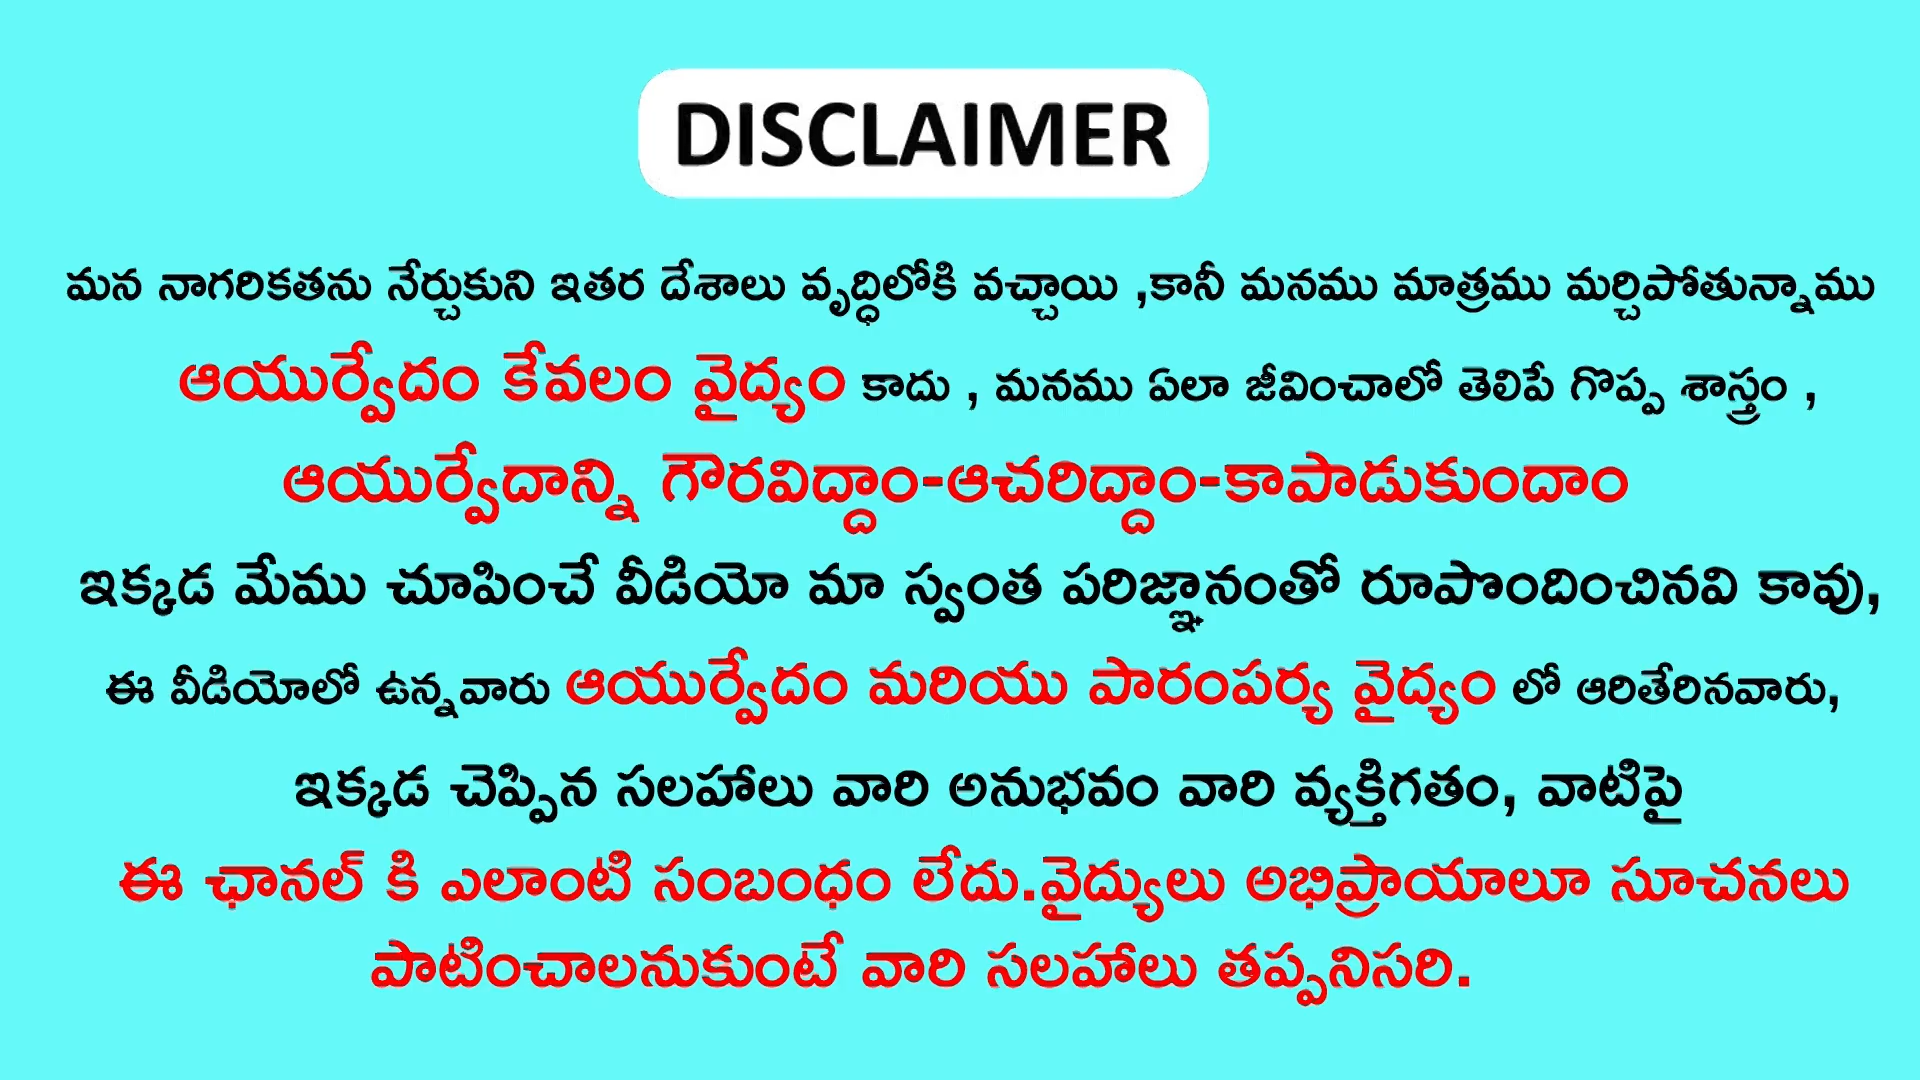 DISCLAIMER
మన నాగరికతను నేర్చుకుని ఇతర దేశాలు వృద్ధిలోకి వచ్చాయి ,కానీ మనము మాత్రము మర్చిపోతున్నాము
ఆయుర్వేదం కేవలం వైద్యం కాదు , మనము ఏలా జీవించాలో తెలిపే గొప్ప శాస్త్రం ,
ఆయుర్వేదాన్ని గౌరవిద్దాం-ఆచరిద్దాం-కాపాడుకుందాం
ఇక్కడ మేము చూపించే వీడియో మా స్వంత పరిజ్ఞానంతో రూపొందించినవి కావు,
ఈ వీడియోలో ఉన్నవారు ఆయుర్వేదం మరియు పారంపర్య వైద్యం లో ఆరితేరినవారు,
ఇక్కడ చెప్పిన సలహాలు వారి అనుభవం వారి వ్యక్తిగతం, వాటిపై
ఈ ఛానల్ కి ఎలాంటి సంబంధం లేదు.వైద్యులు అభిప్రాయాలూ సూచనలు
పాటించాలనుకుంటే వారి సలహాలు తప్పనిసరి.